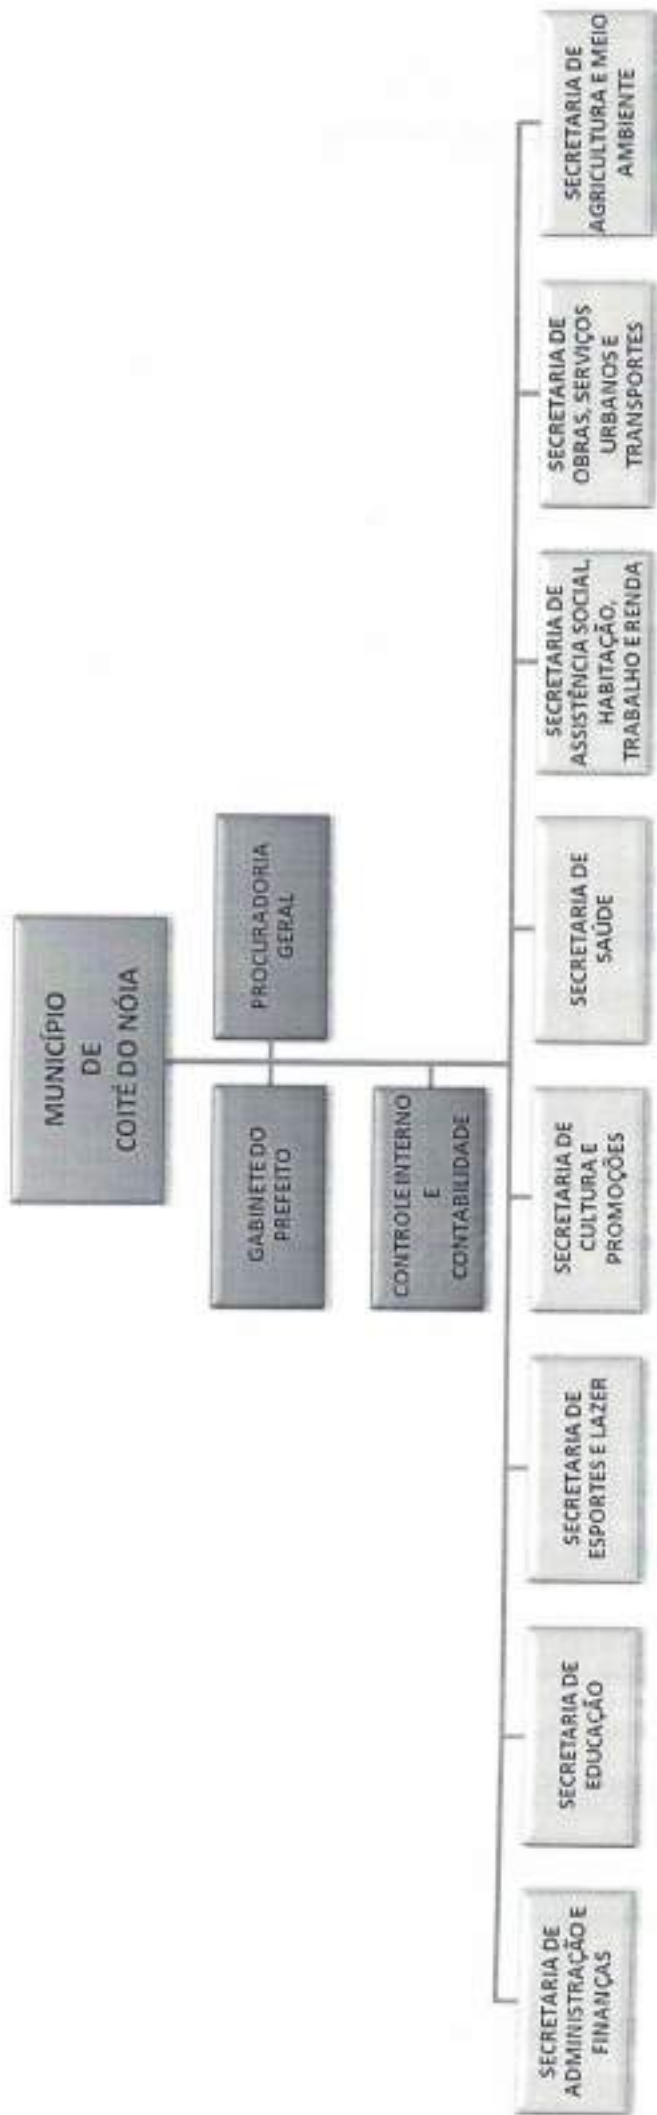 MUNICÍPIO
DE
COITÉ DO NÓIA
GABINETE DO
PREFEITO
PROCURADORIA
GERAL
CONTROLE INTERNO
E
CONTABILIDADE
SECRETARIA DE
ADMINISTRAÇÃO E
FINANÇAS
SECRETARIA DE
EDUCAÇÃO
SECRETARIA DE
ESPORTES E LAZER
SECRETARIA DE
CULTURA E
PROMOÇÕES
SECRETARIA DE
SAÚDE
SECRETARIA DE
ASSISTÊNCIA SOCIAL,
HABITAÇÃO,
TRABALHO E RENDA
SECRETARIA DE
OBRAS, SERVIÇOS
URBANOS E
TRANSPORTES
SECRETARIA DE
AGRICULTURA E MEIO
AMBIENTE